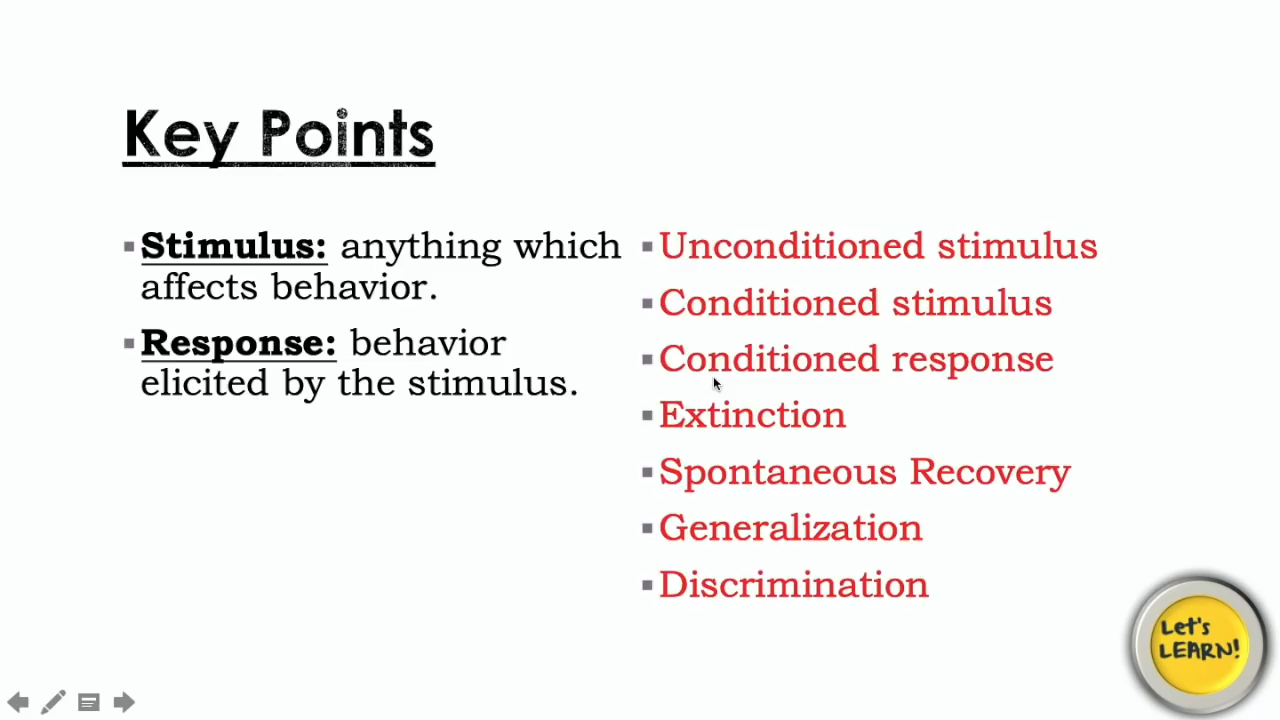 Key Points
Stimulus: anything which
affects behavior.
Response: behavior
elicited by the stimulus.
Unconditioned stimulus
Conditioned stimulus
Conditioned response
Extinction
Spontaneous Recovery
Generalization
Discrimination
Let's
LEARN!